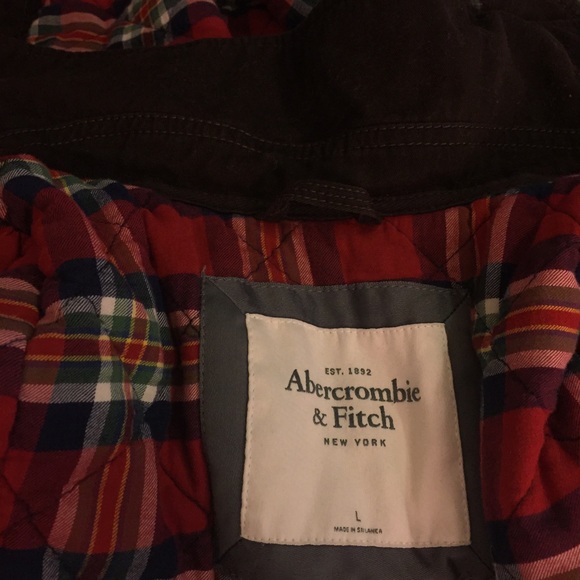 EST. 1892
Abercrombie
& Fitch
NEW YORK
L
MADE IN SRI LANKA